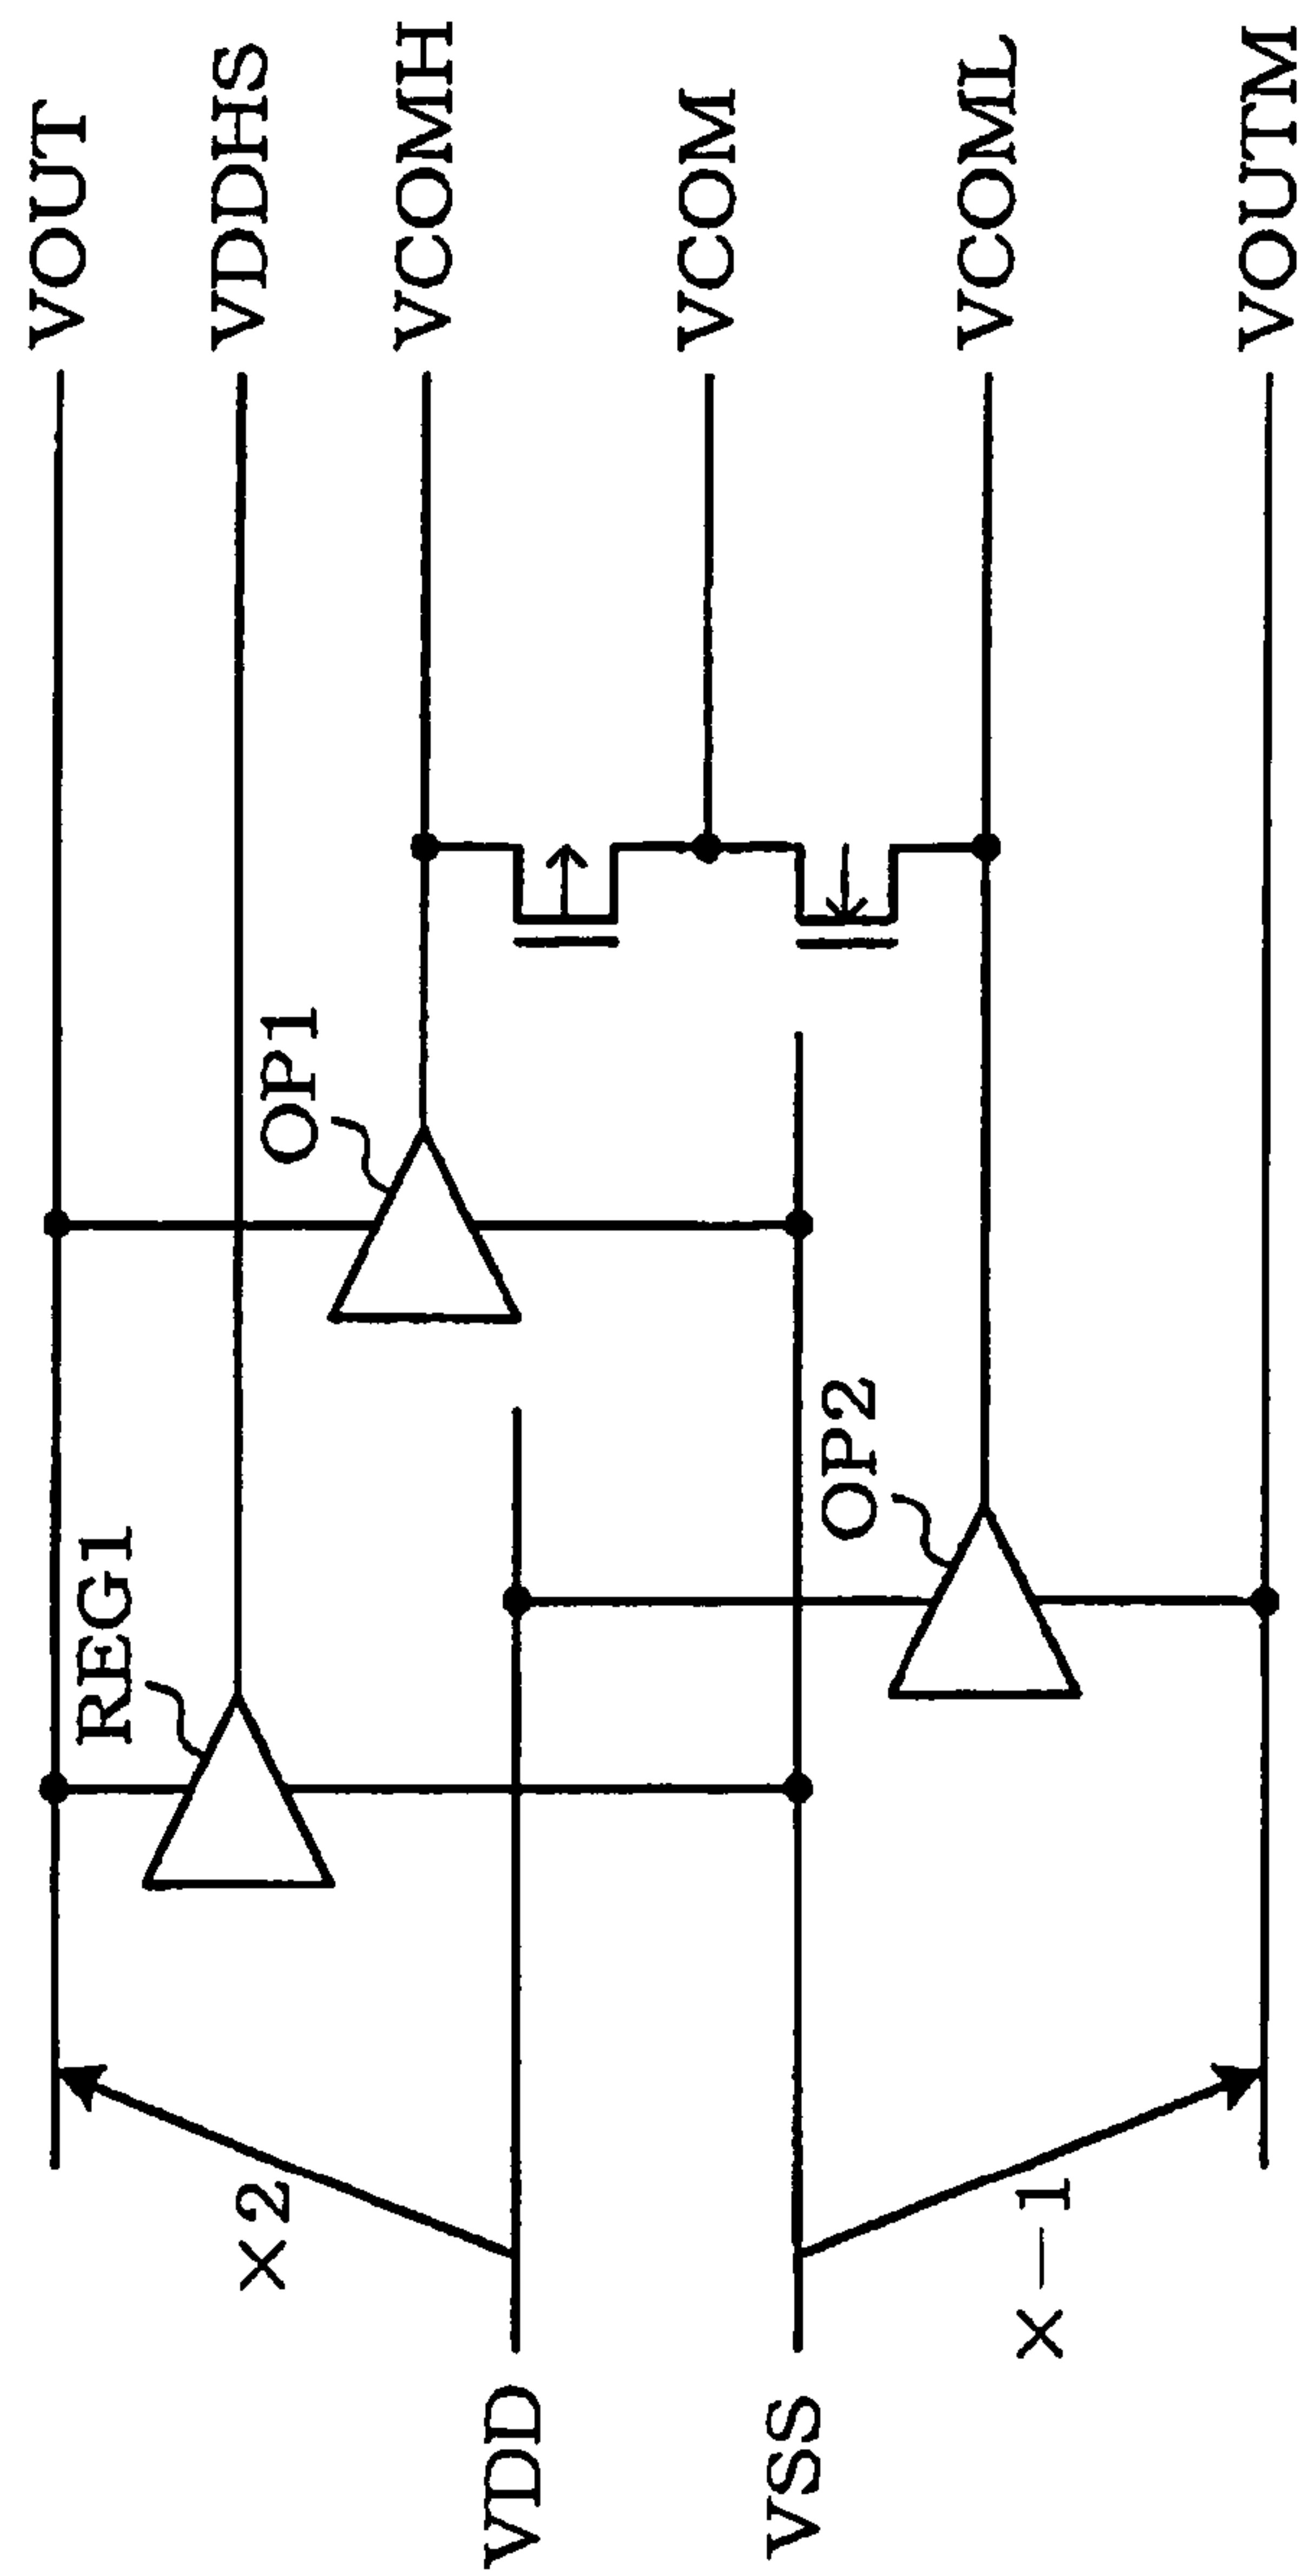 VOUT
VDDHS
VCOMH
VCOM
VCOML
VOUTM
OP1
REG1
OP2
×2
×−1
VDD
VSS